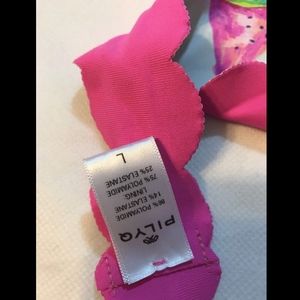 PILYQ
86% POLYAMIDE
14% ELASTANE
LINING
75% POLYAMIDE
25% ELASTANE
L